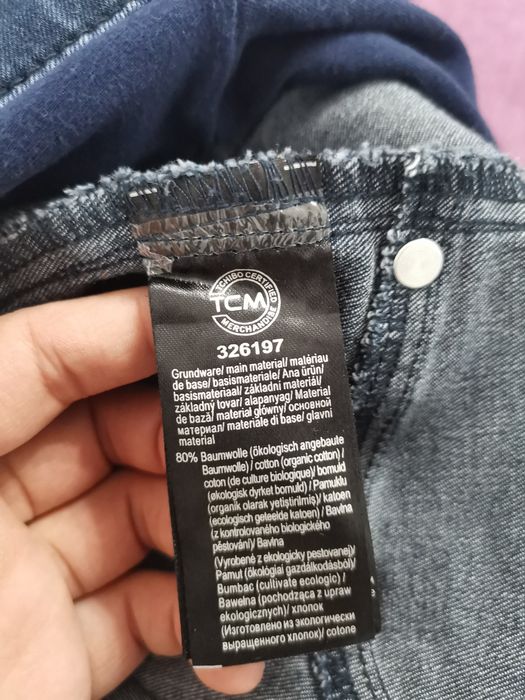 TCHIBO CERTIFIED
TCM
MERCHANDISE
326197
Grundware/ main material/ matériau
de base/ basismateriale/ Ana ürün/
basismateriaal/ základní materiál/
základný tovar/ alapanyag/ Material
de bază/ materiał główny/ основной
материал/ materiale di base/ glavni
material
80% Baumwolle (ökologisch angebaute
Baumwolle) / cotton (organic cotton) /
coton (de culture biologique)/ bomuld
(økologisk dyrket bomuld) / Pamuklu
(organik olarak yetiştirilmiş)/ katoen
(ecologisch geteelde katoen) / Bavlna
(z kontrolovaného biologického
pěstování)/ Bavlna
(Vyrobené z ekologicky pestovanej)/
Pamut (ökológiai gazdálkodásból) /
Bumbac (cultivate ecologic) /
Bawełna (pochodząca z upraw
ekologicznych) / хлопок
(Изготовлено из экологически
выращенного хлопок) / cotone